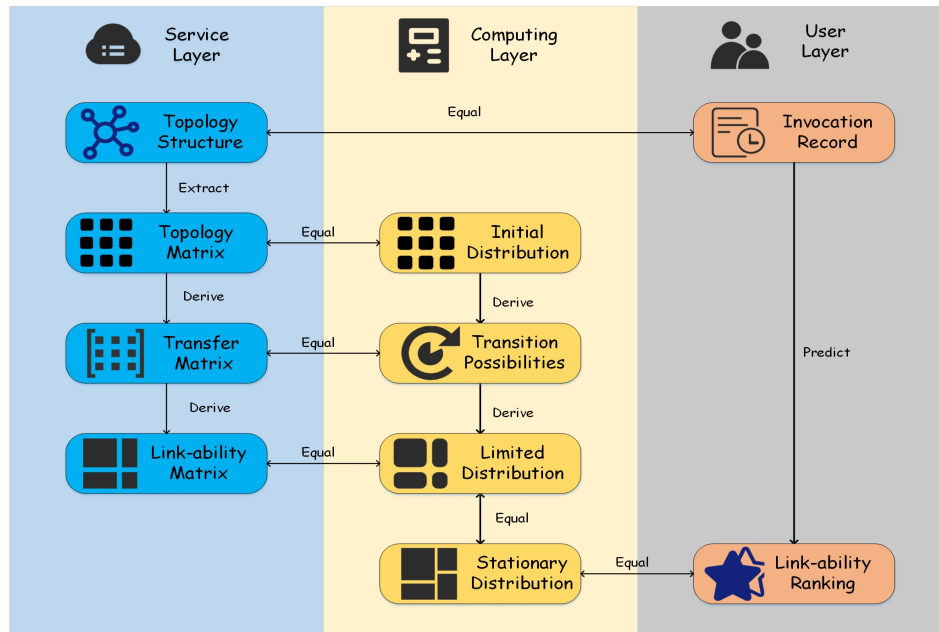 Service
Layer
Computing
Layer
User
Layer
Equal
Topology
Structure
Invocation
Record
Extract
Topology
Matrix
Equal
Initial
Distribution
Derive
Derive
Transfer
Matrix
Equal
Transition
Possibilities
Predict
Derive
Derive
Link-ability
Matrix
Equal
Limited
Distribution
Equal
Stationary
Distribution
Equal
Link-ability
Ranking